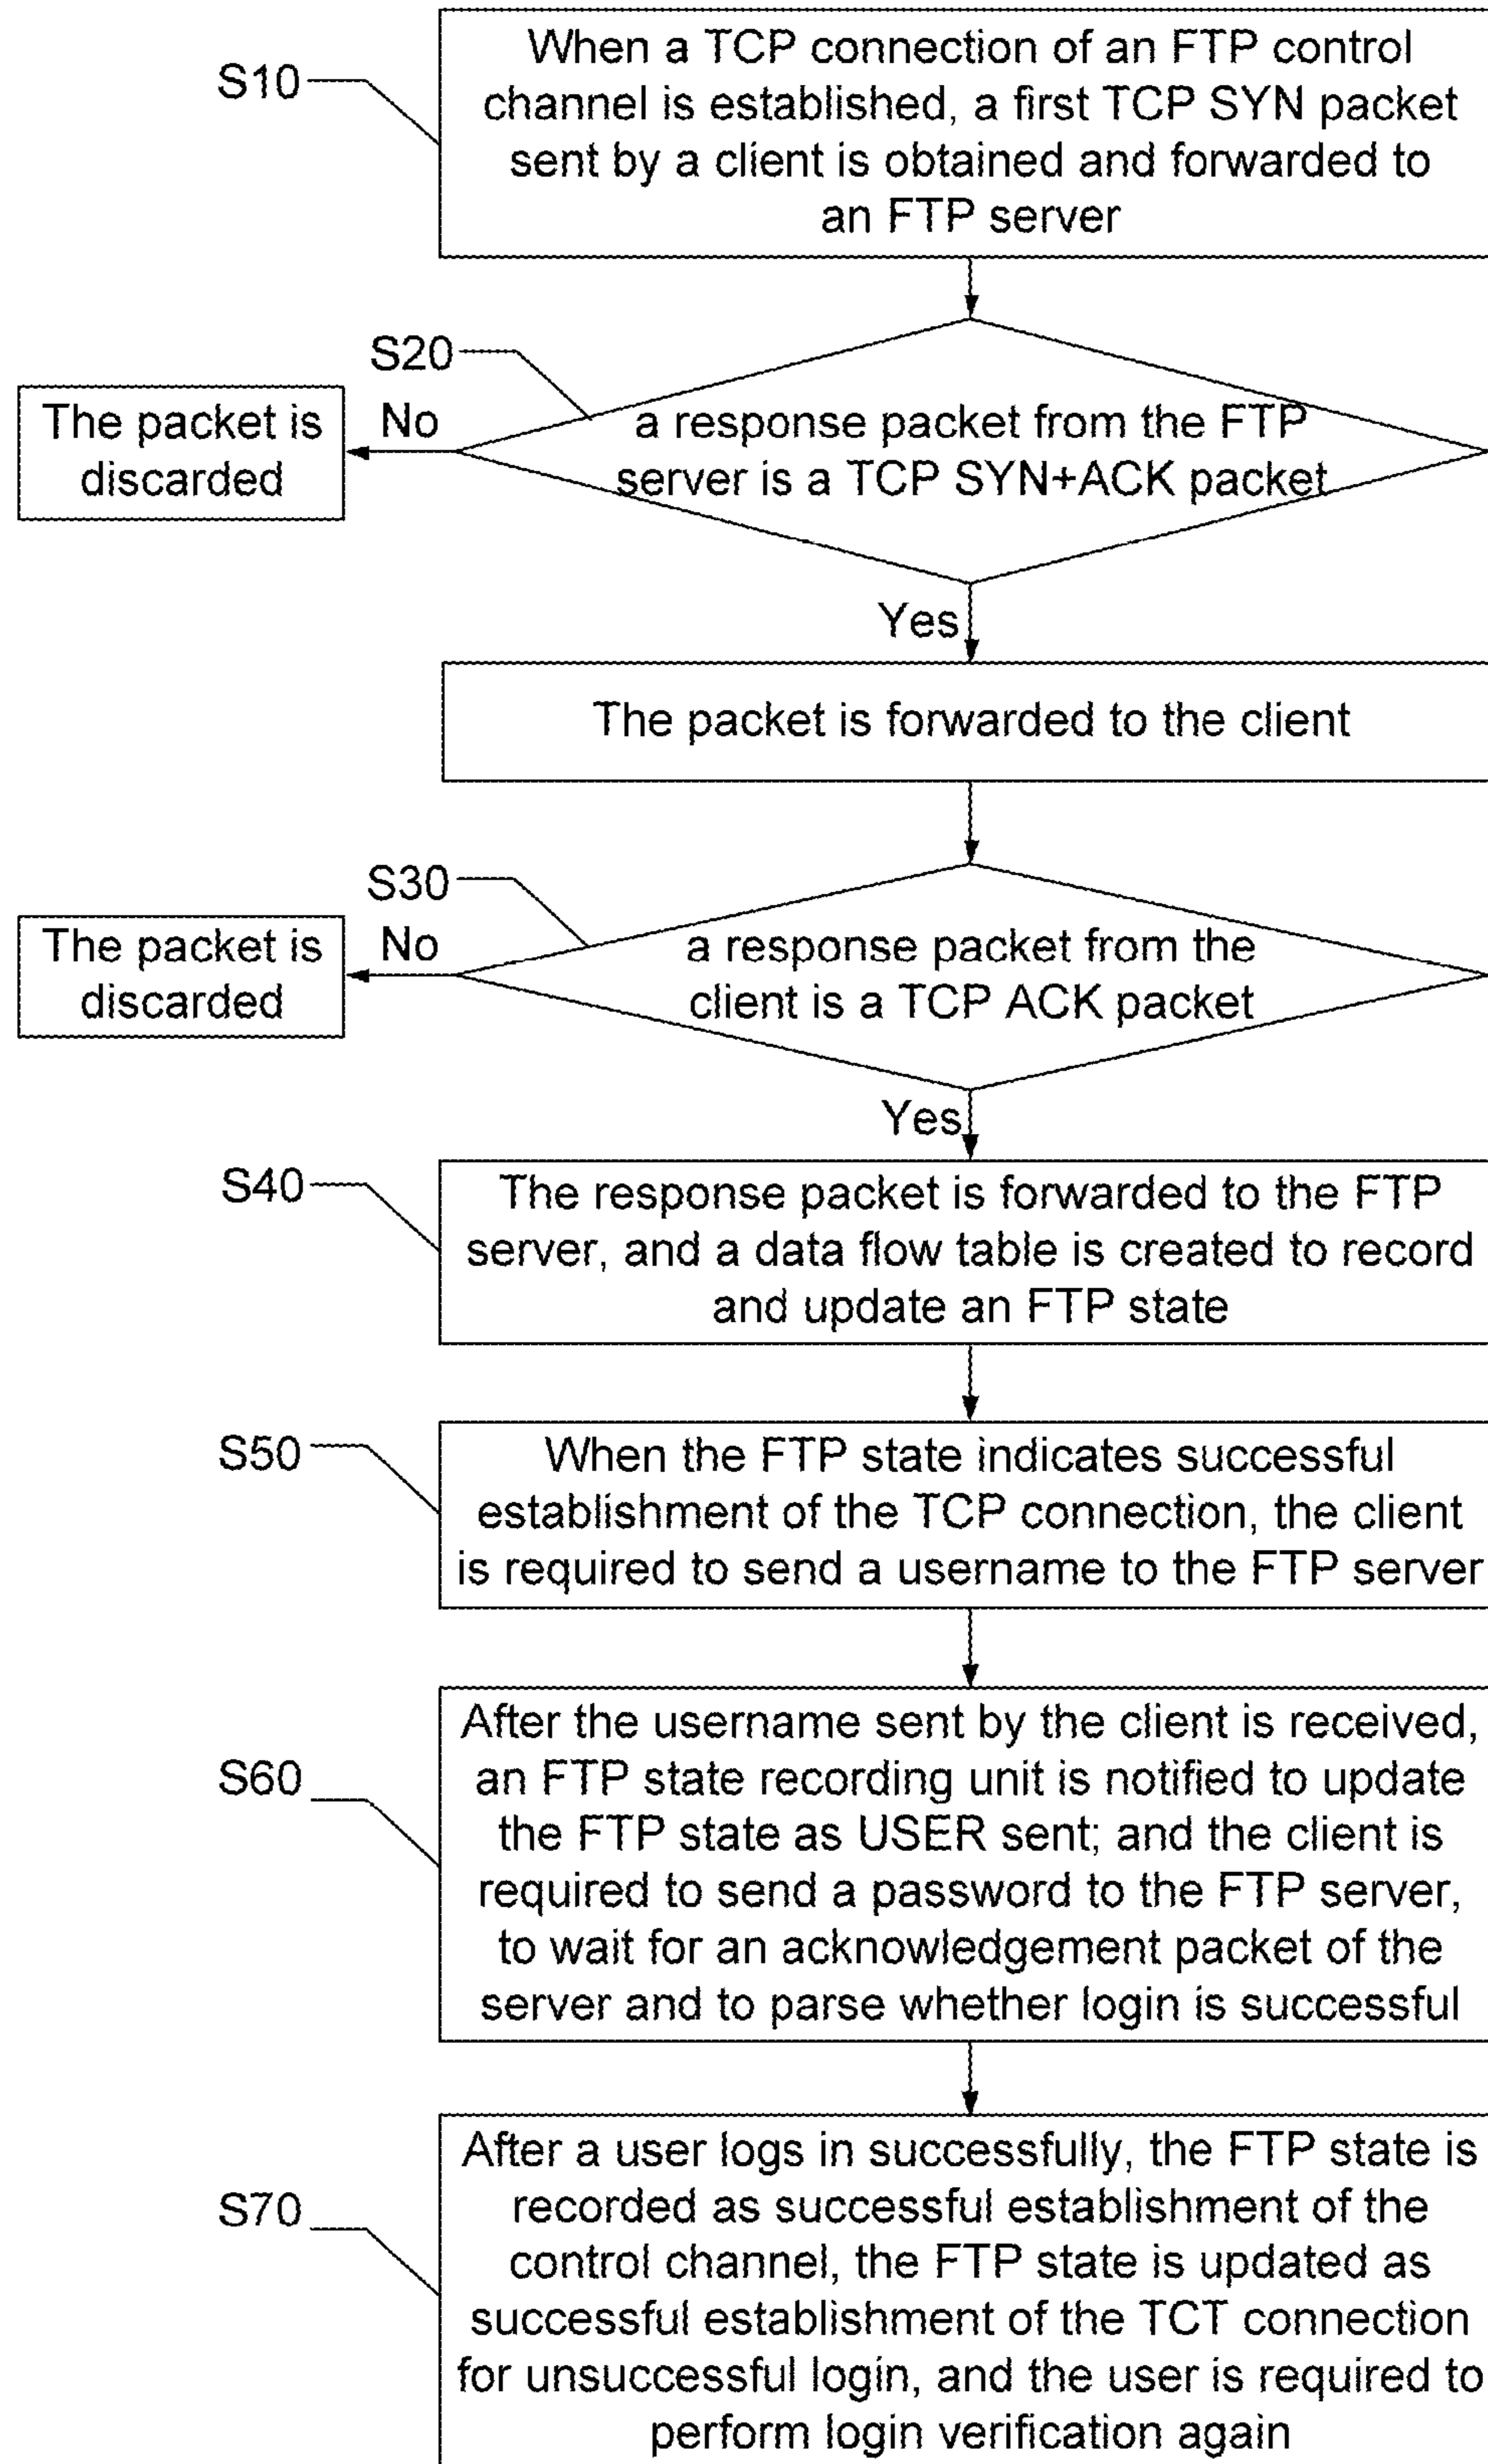 S10
When a TCP connection of an FTP control
channel is established, a first TCP SYN packet
sent by a client is obtained and forwarded to
an FTP server
S20
The packet is
discarded
No
a response packet from the FTP
server is a TCP SYN+ACK packet
Yes
The packet is forwarded to the client
S30
The packet is
discarded
No
a response packet from the
client is a TCP ACK packet
Yes
S40
The response packet is forwarded to the FTP
server, and a data flow table is created to record
and update an FTP state
S50
When the FTP state indicates successful
establishment of the TCP connection, the client
is required to send a username to the FTP server
S60
After the username sent by the client is received,
an FTP state recording unit is notified to update
the FTP state as USER sent; and the client is
required to send a password to the FTP server,
to wait for an acknowledgement packet of the
server and to parse whether login is successful
S70
After a user logs in successfully, the FTP state is
recorded as successful establishment of the
control channel, the FTP state is updated as
successful establishment of the TCT connection
for unsuccessful login, and the user is required to
perform login verification again